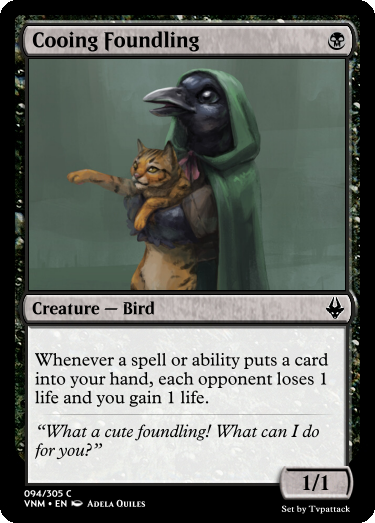 Cooing Foundling
Creature — Bird
Whenever a spell or ability puts a card
into your hand, each opponent loses 1
life and you gain 1 life.
“What a cute foundling! What can I do
for you?”
1/1
094/305 C
VNM • EN Adela Quiles
Set by Tvpattack